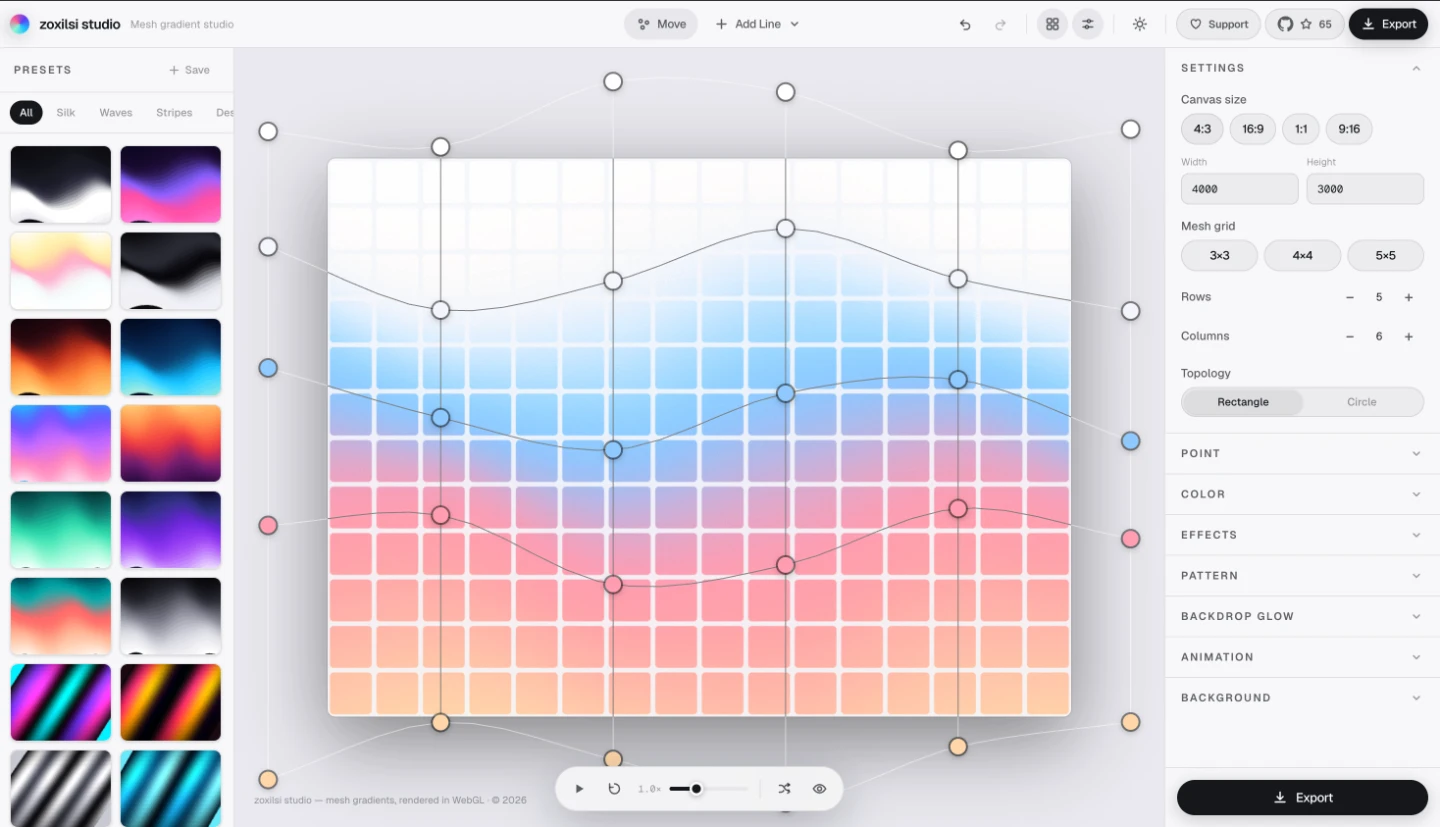 zoxilsi studio Mesh gradient studio
Move
Add Line
Support
65
Export
PRESETS
Save
All Silk Waves Stripes Des
SETTINGS
Canvas size
4:3 16:9 1:1 9:16
Width Height
4000 3000
Mesh grid
3×3 4×4 5×5
Rows − 5 +
Columns − 6 +
Topology
Rectangle Circle
POINT
COLOR
EFFECTS
PATTERN
BACKDROP GLOW
ANIMATION
BACKGROUND
Export
1.0×
zoxilsi studio — mesh gradients, rendered in WebGL · © 2026